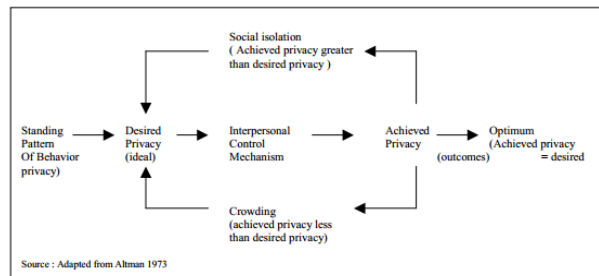 Social isolation
( Achieved privacy greater
than desired privacy )
Standing
Pattern
Of Behavior
privacy)
Desired
Privacy
(ideal)
Interpersonal
Control
Mechanism
Achieved
Privacy
(outcomes)
Optimum
(Achieved privacy
= desired
Crowding
(achieved privacy less
than desired privacy)
Source : Adapted from Altman 1973